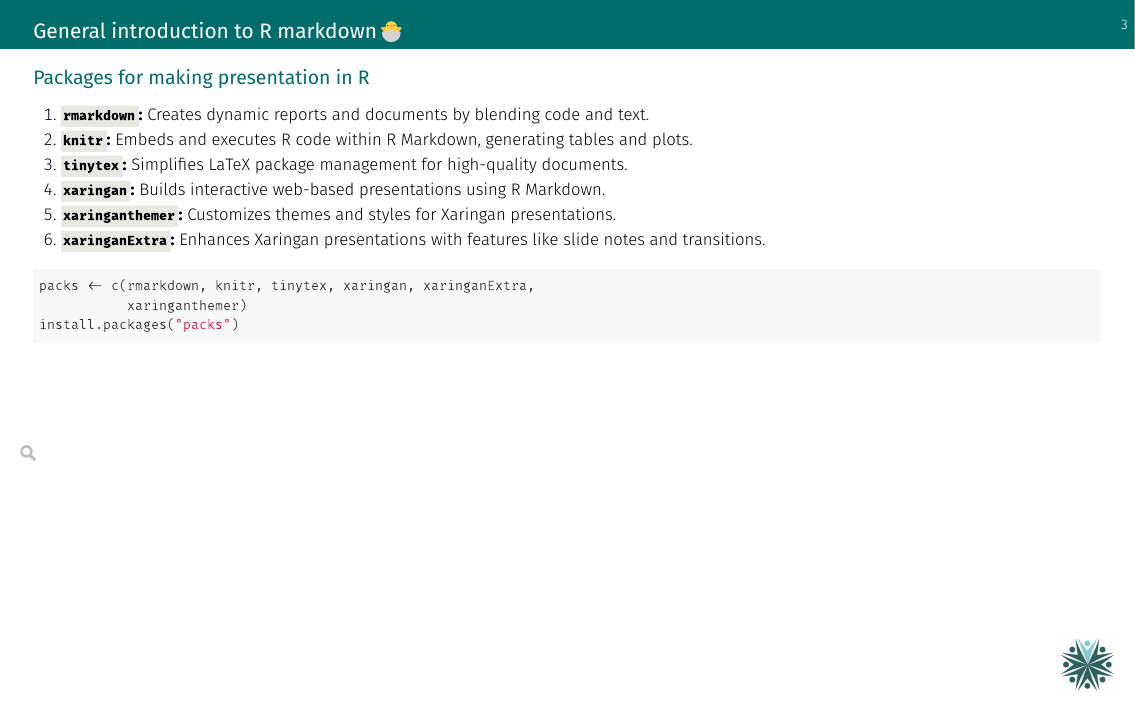 General introduction to R markdown🐣
3
Packages for making presentation in R
1. rmarkdown: Creates dynamic reports and documents by blending code and text.
2. knitr: Embeds and executes R code within R Markdown, generating tables and plots.
3. tinytex: Simplifies LaTeX package management for high-quality documents.
4. xaringan: Builds interactive web-based presentations using R Markdown.
5. xaringanthemer: Customizes themes and styles for Xaringan presentations.
6. xaringanExtra: Enhances Xaringan presentations with features like slide notes and transitions.
packs <- c(rmarkdown, knitr, tinytex, xaringan, xaringanExtra,
           xaringanthemer)
install.packages("packs")